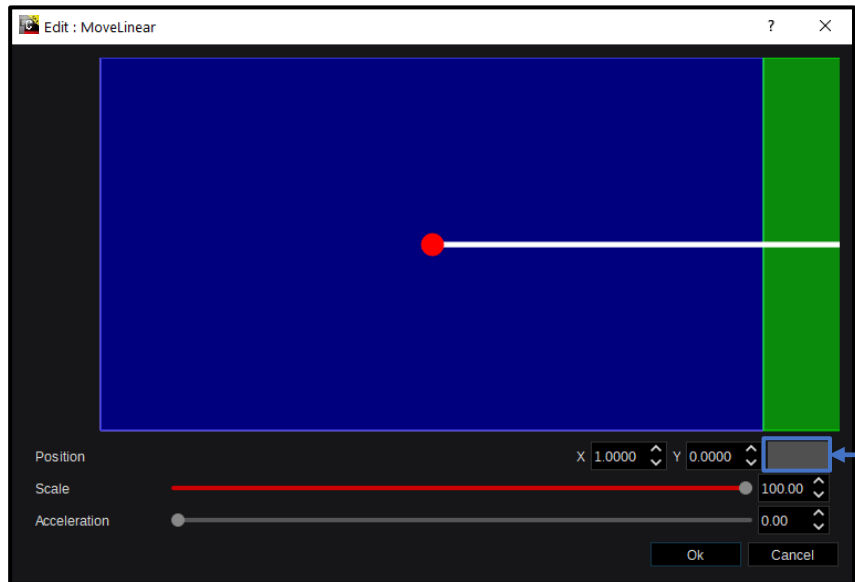 Edit : MoveLinear ? ×
Position X 1.0000 Y 0.0000
Scale 100.00
Acceleration 0.00
Ok Cancel